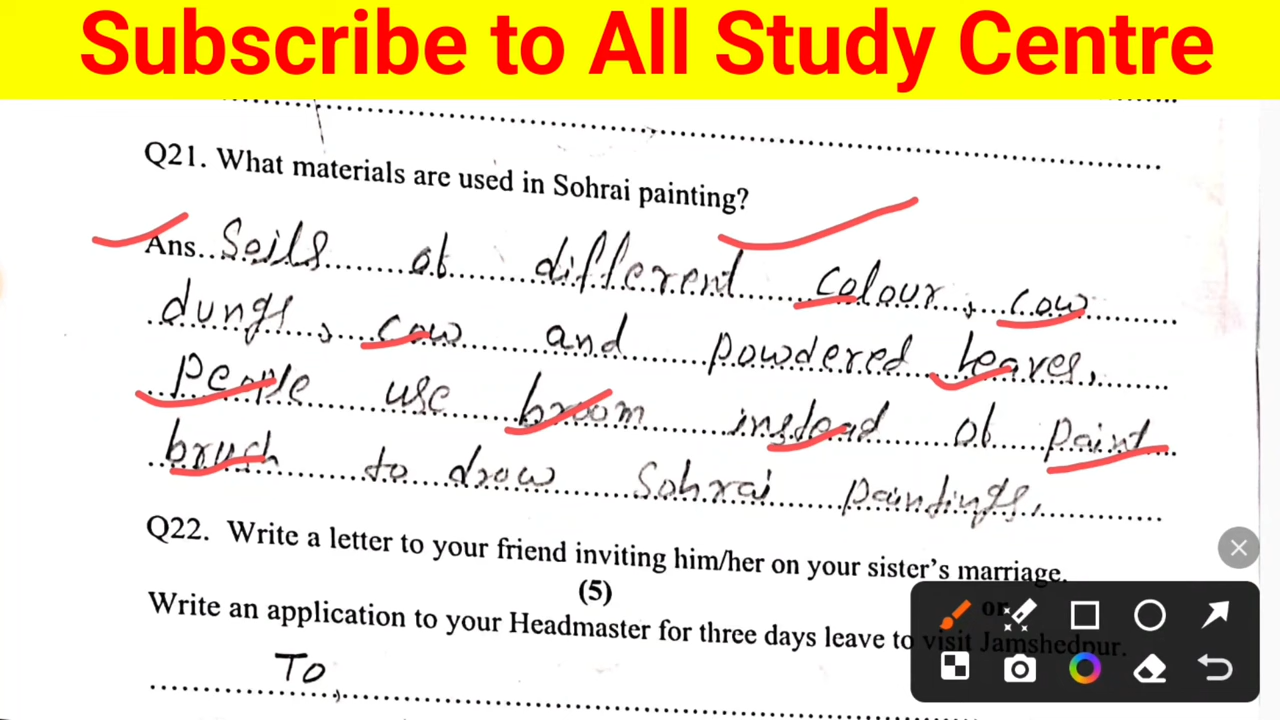 Subscribe to All Study Centre
Q21. What materials are used in Sohrai painting?
Ans.. Soils of different colour, cow
dungs, cow and powdered leaves,
people use broom instead of paint
brush to drow Sohrai paintings.
Q22. Write a letter to your friend inviting him/her on your sister's marriage.
(5)
or
Write an application to your Headmaster for three days leave to visit Jamshedpur.
To,